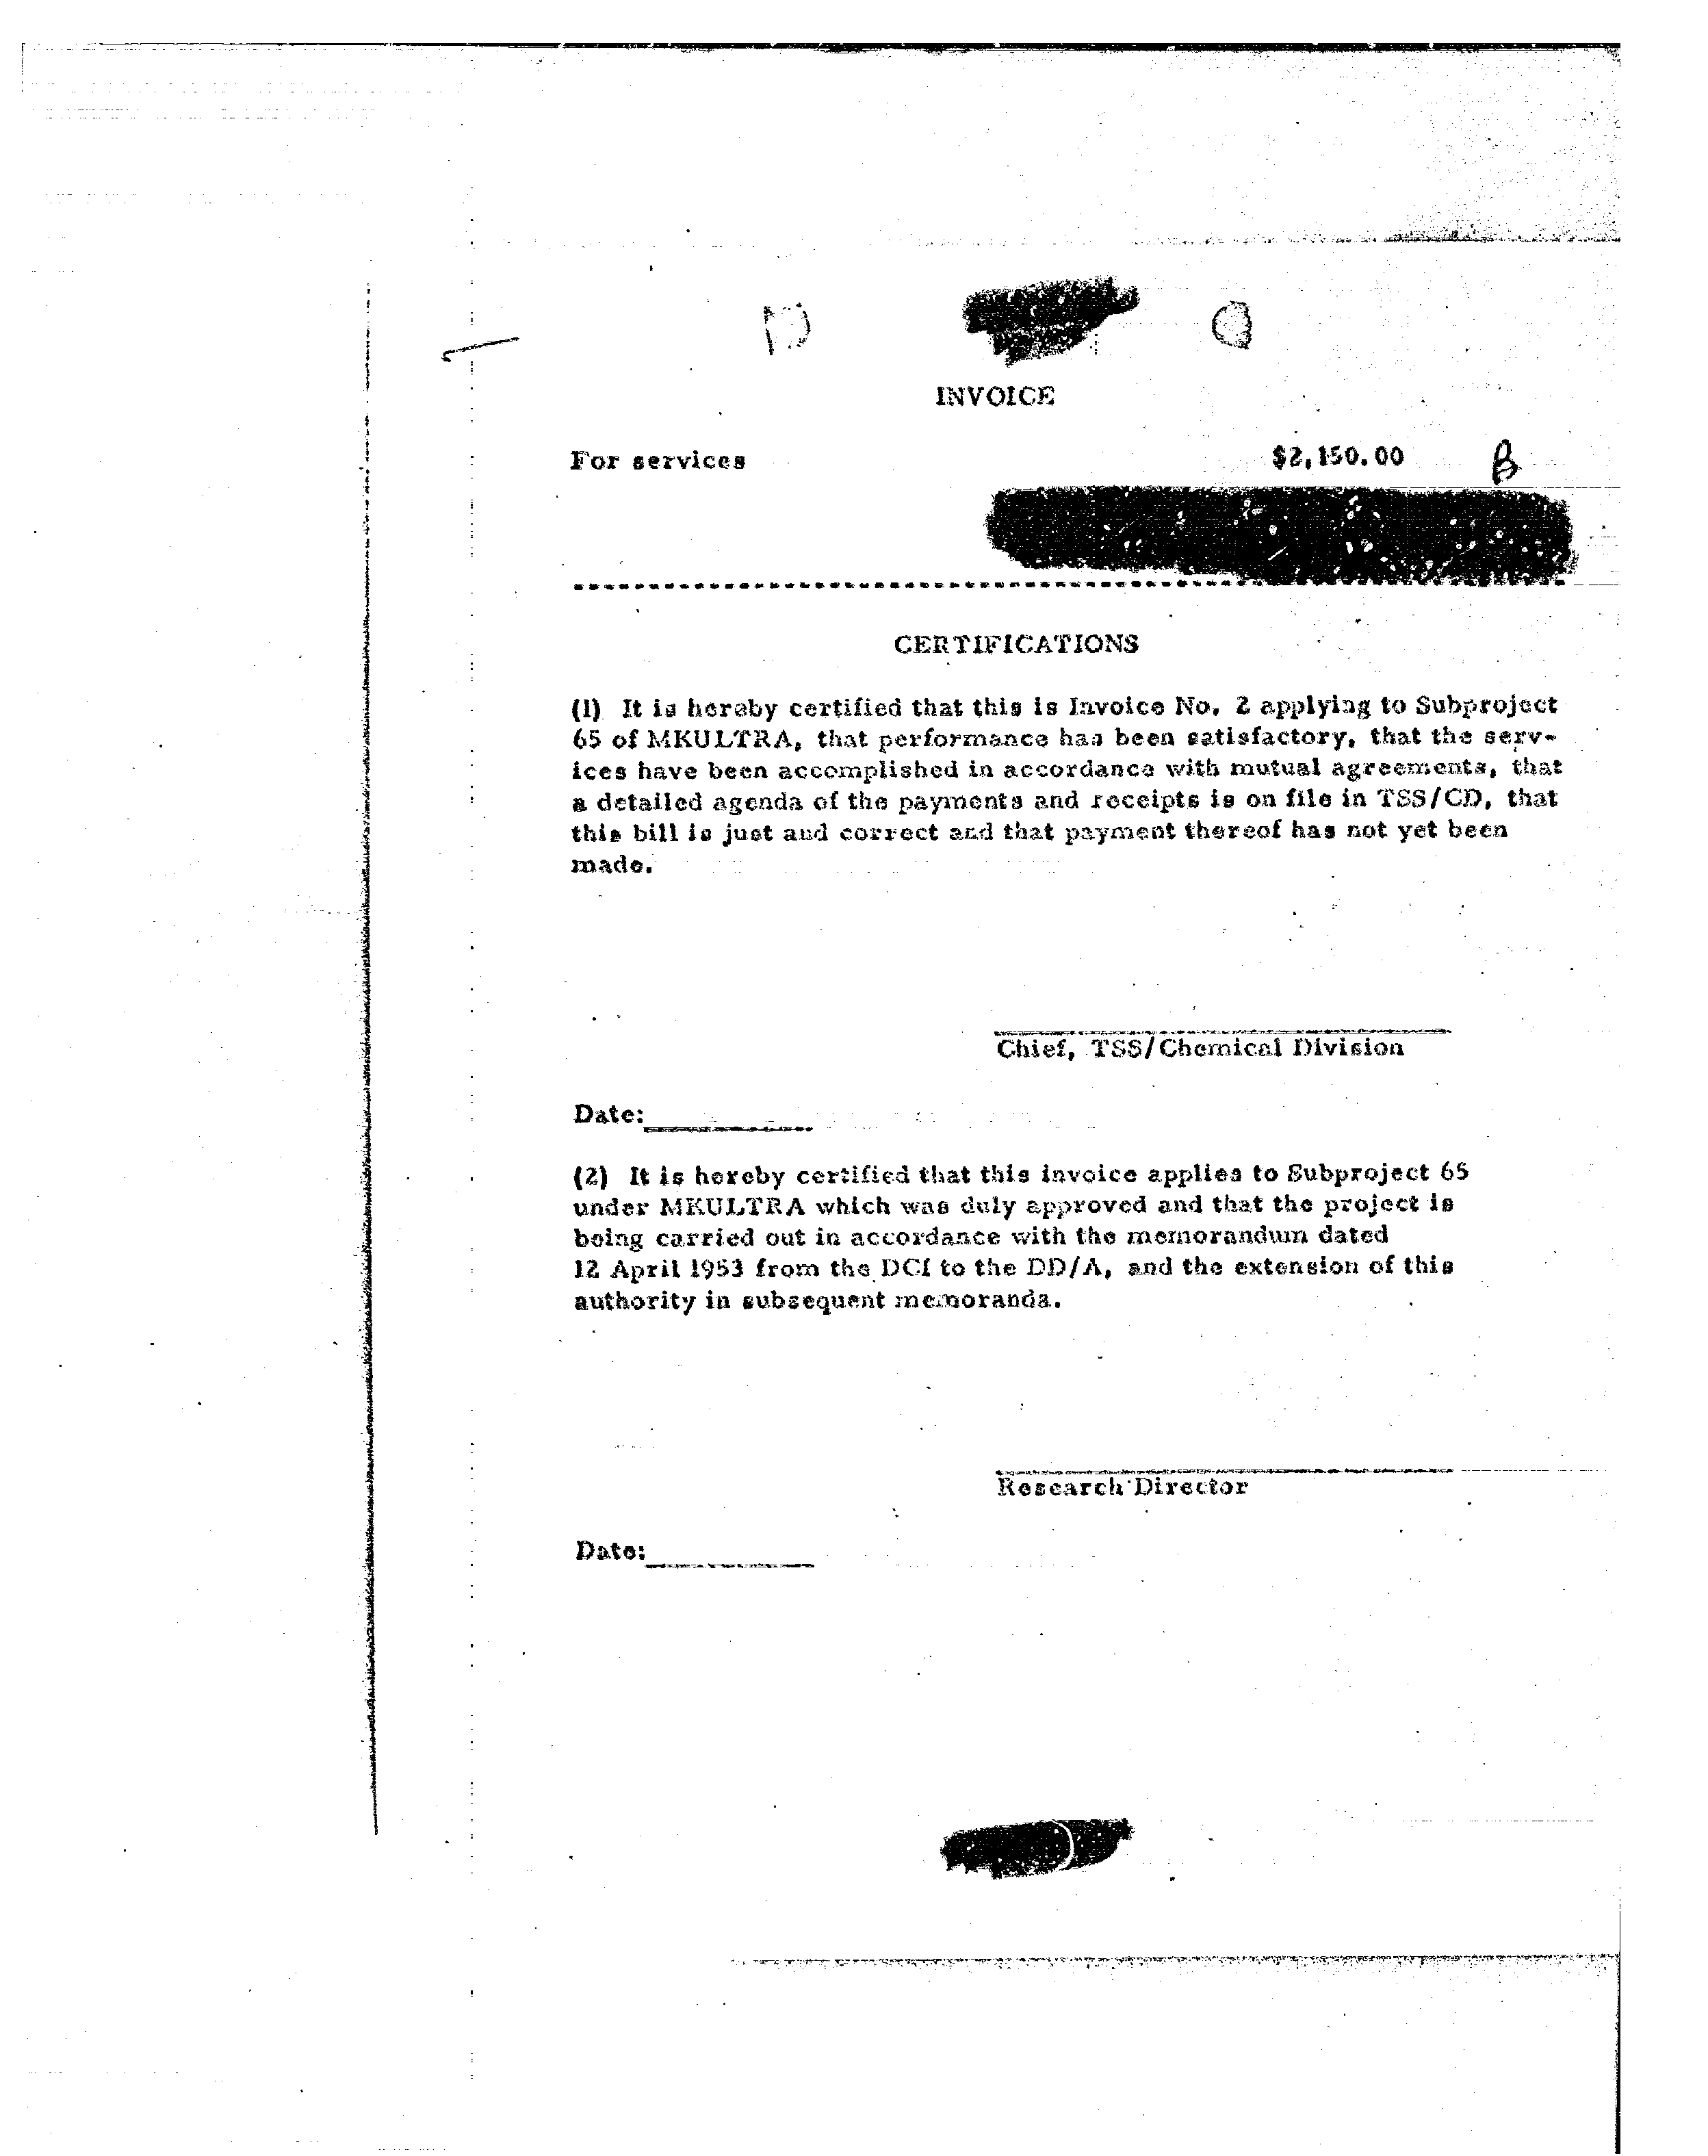 INVOICE
For services $2,150.00 B
CERTIFICATIONS
(1) It is hereby certified that this is Invoice No. 2 applying to Subproject
65 of MKULTRA, that performance has been satisfactory, that the serv-
ices have been accomplished in accordance with mutual agreements, that
a detailed agenda of the payments and receipts is on file in TSS/CD, that
this bill is just and correct and that payment thereof has not yet been
made.
Chief, TSS/Chemical Division
Date:
(2) It is hereby certified that this invoice applies to Subproject 65
under MKULTRA which was duly approved and that the project is
being carried out in accordance with the memorandum dated
12 April 1953 from the DCI to the DD/A, and the extension of this
authority in subsequent memoranda.
Research Director
Date: